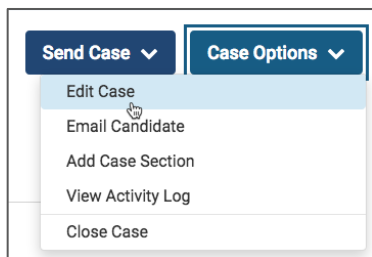 Send Case
Case Options
Edit Case
Email Candidate
Add Case Section
View Activity Log
Close Case